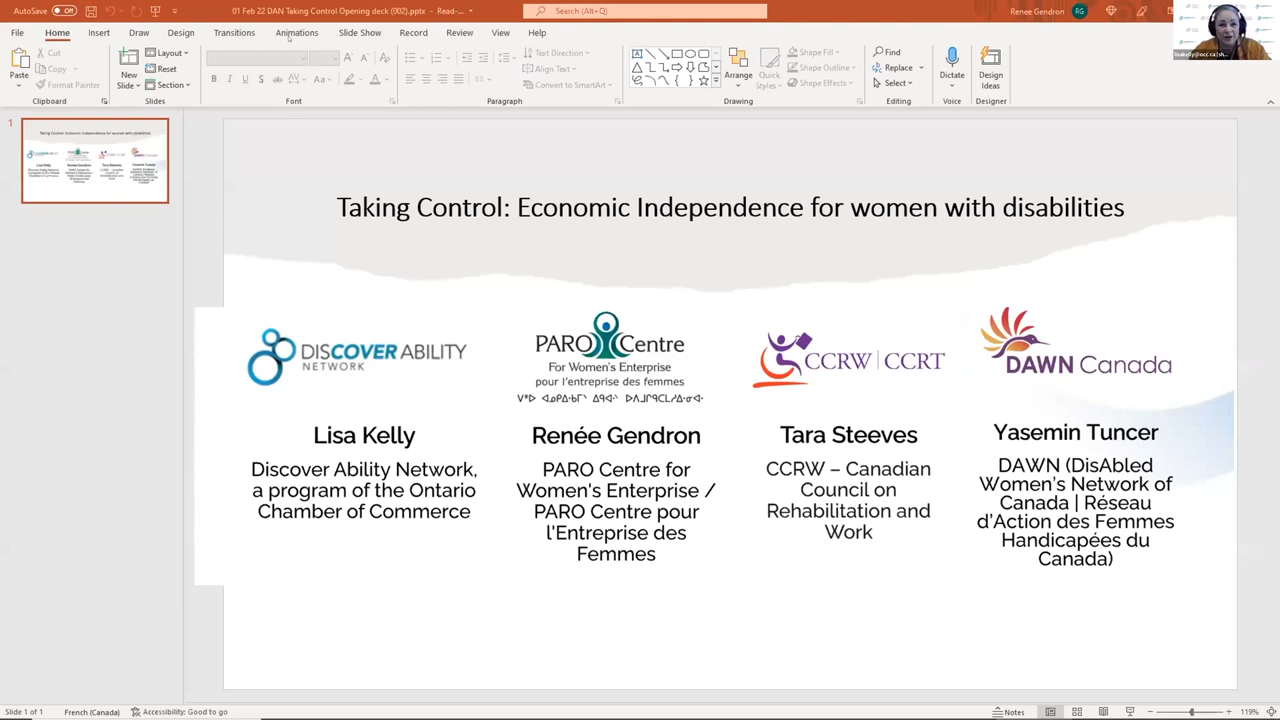 AutoSave Off
01 Feb 22 DAN Taking Control Opening deck (002).pptx - Read-...
Search (Alt+Q)
Renee Gendron RG
File Home Insert Draw Design Transitions Animations Slide Show Record Review View Help
Paste
Cut
Copy
Format Painter
Clipboard
New Slide
Layout
Reset
Section
Slides
Font
Text Direction
Align Text
Convert to SmartArt
Paragraph
Arrange
Quick Styles
Shape Fill
Shape Outline
Shape Effects
Drawing
Find
Replace
Select
Editing
Dictate
Voice
Design Ideas
Designer
1
Taking Control: Economic Independence for women with disabilities
DISCOVER ABILITY
NETWORK
PARO Centre
For Women's Enterprise
pour l'entreprise des femmes
CCRW | CCRT
DAWN Canada
Lisa Kelly
Discover Ability Network,
a program of the Ontario
Chamber of Commerce
Renée Gendron
PARO Centre for
Women's Enterprise /
PARO Centre pour
l'Entreprise des
Femmes
Tara Steeves
CCRW – Canadian
Council on
Rehabilitation and
Work
Yasemin Tuncer
DAWN (DisAbled
Women's Network of
Canada | Réseau
d'Action des Femmes
Handicapées du
Canada)
Slide 1 of 1
French (Canada)
Accessibility: Good to go
Notes
119%